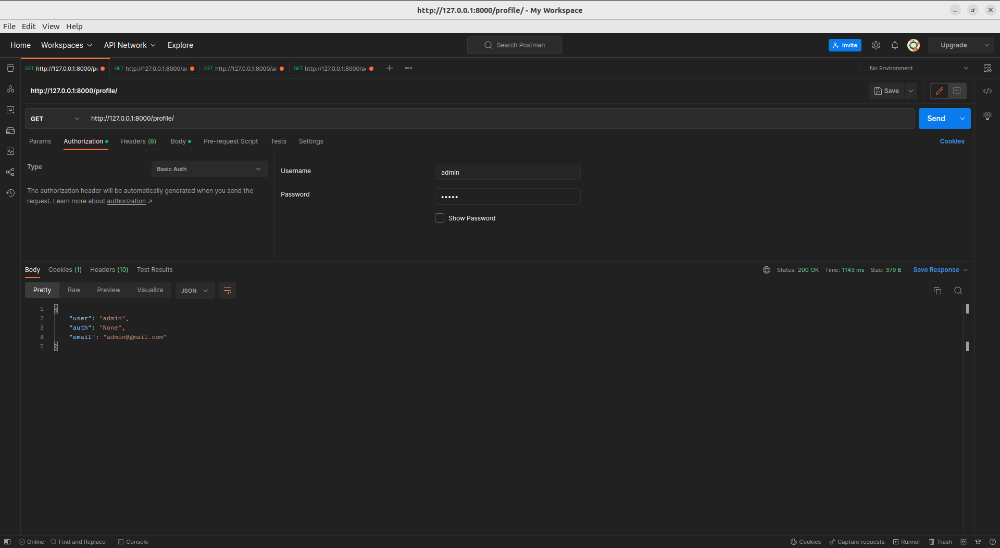 http://127.0.0.1:8000/profile/ - My Workspace
File Edit View Help
Home Workspaces API Network Explore Search Postman Invite Upgrade
GET http://127.0.0.1:8000/pr GET http://127.0.0.1:8000/ac GET http://127.0.0.1:8000/ac GET http://127.0.0.1:8000/ac No Environment
http://127.0.0.1:8000/profile/ Save
GET http://127.0.0.1:8000/profile/ Send
Params Authorization Headers (8) Body Pre-request Script Tests Settings Cookies
Type Basic Auth
The authorization header will be automatically generated when you send the
request. Learn more about authorization ↗
Username admin
Password •••••
Show Password
Body Cookies (1) Headers (10) Test Results Status: 200 OK Time: 1143 ms Size: 379 B Save Response
Pretty Raw Preview Visualize JSON
1 {
2 "user": "admin",
3 "auth": "None",
4 "email": "admin@gmail.com"
5 }
Online Find and Replace Console Cookies Capture requests Runner Trash